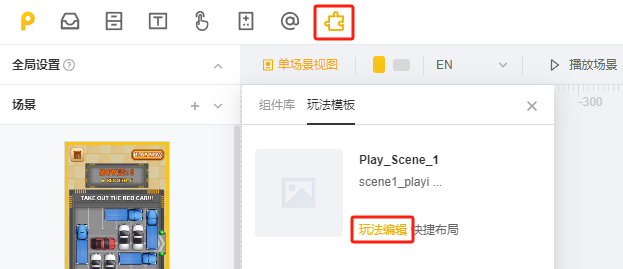 全局设置
单场景视图
EN
播放场景
场景
组件库 玩法模板
-300
Play_Scene_1
scene1_playi ...
玩法编辑 快捷布局
TAKE OUT THE RED CAR!!!